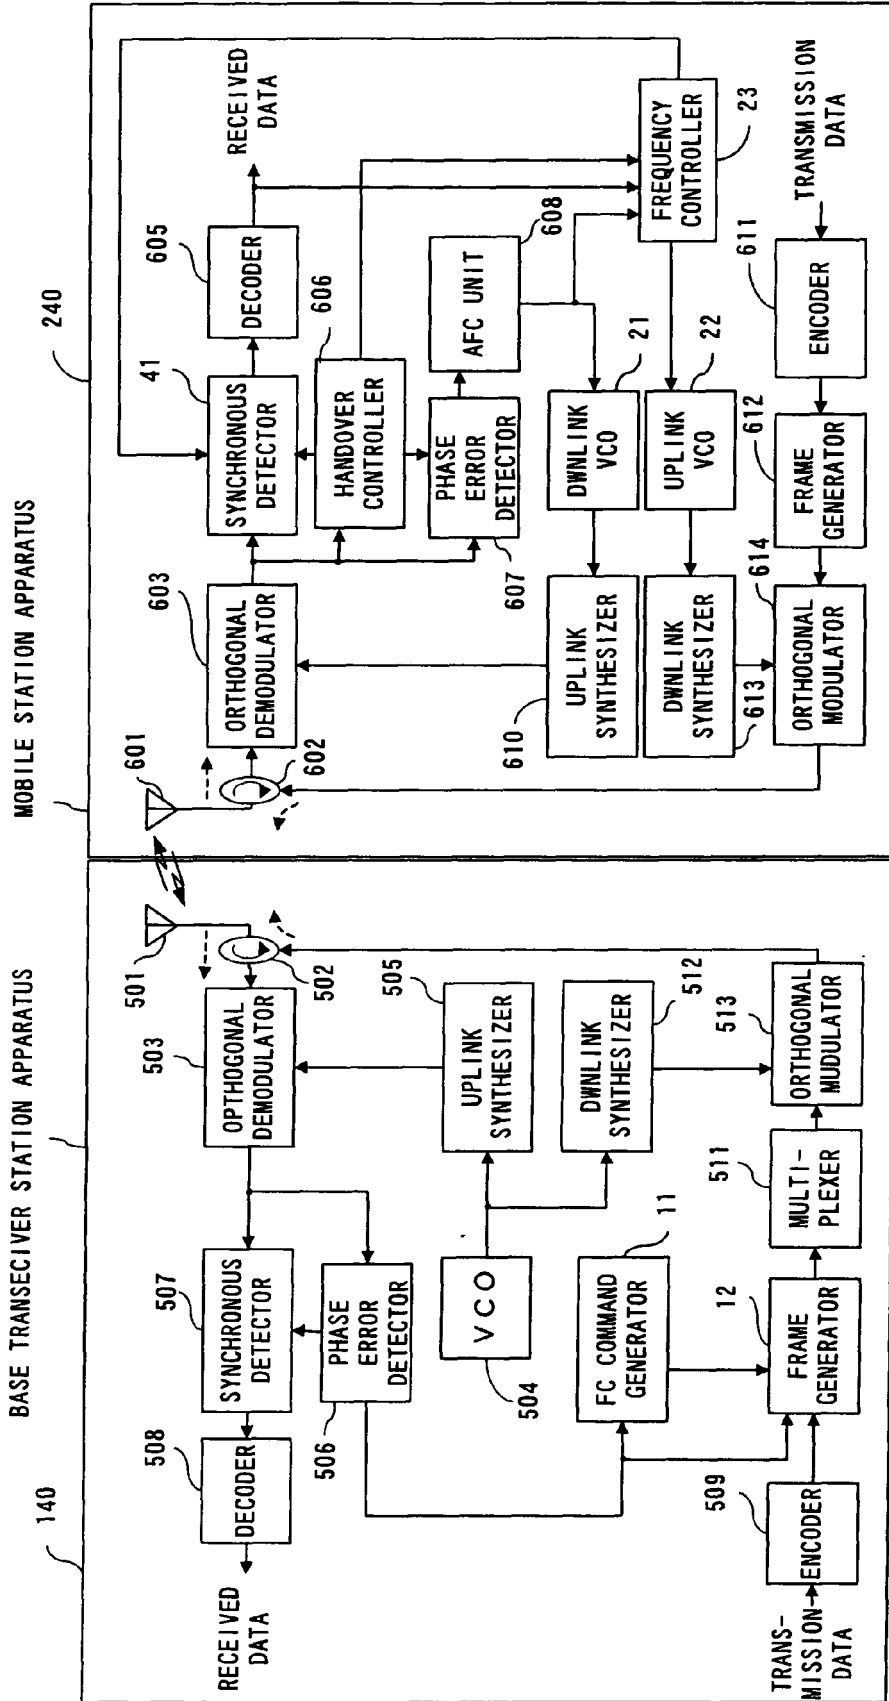 BASE TRANSECIVER STATION APPARATUS
140
501
502
OPTHOGONAL
DEMODULATOR
503
SYNCHRONOUS
DETECTOR
507
DECODER
508
RECEIVED
DATA
PHASE
ERROR
DETECTOR
506
UPLINK
SYNTHESIZER
505
VCO
504
DWNLINK
SYNTHESIZER
512
FC COMMAND
GENERATOR
11
TRANS-
MISSION
DATA
ENCODER
509
FRAME
GENERATOR
12
MULTI-
PLEXER
511
ORTHOGONAL
MUDULATOR
513
MOBILE STATION APPARATUS
240
601
602
ORTHOGONAL
DEMODULATOR
603
SYNCHRONOUS
DETECTOR
41
DECODER
605
RECEIVED
DATA
HANDOVER
CONTROLLER
606
PHASE
ERROR
DETECTOR
607
AFC UNIT
608
UPLINK
SYNTHESIZER
610
DWNLINK
VCO
21
DWNLINK
SYNTHESIZER
613
UPLINK
VCO
22
FREQUENCY
CONTROLLER
23
ORTHOGONAL
MODULATOR
614
FRAME
GENERATOR
612
ENCODER
611
TRANSMISSION
DATA